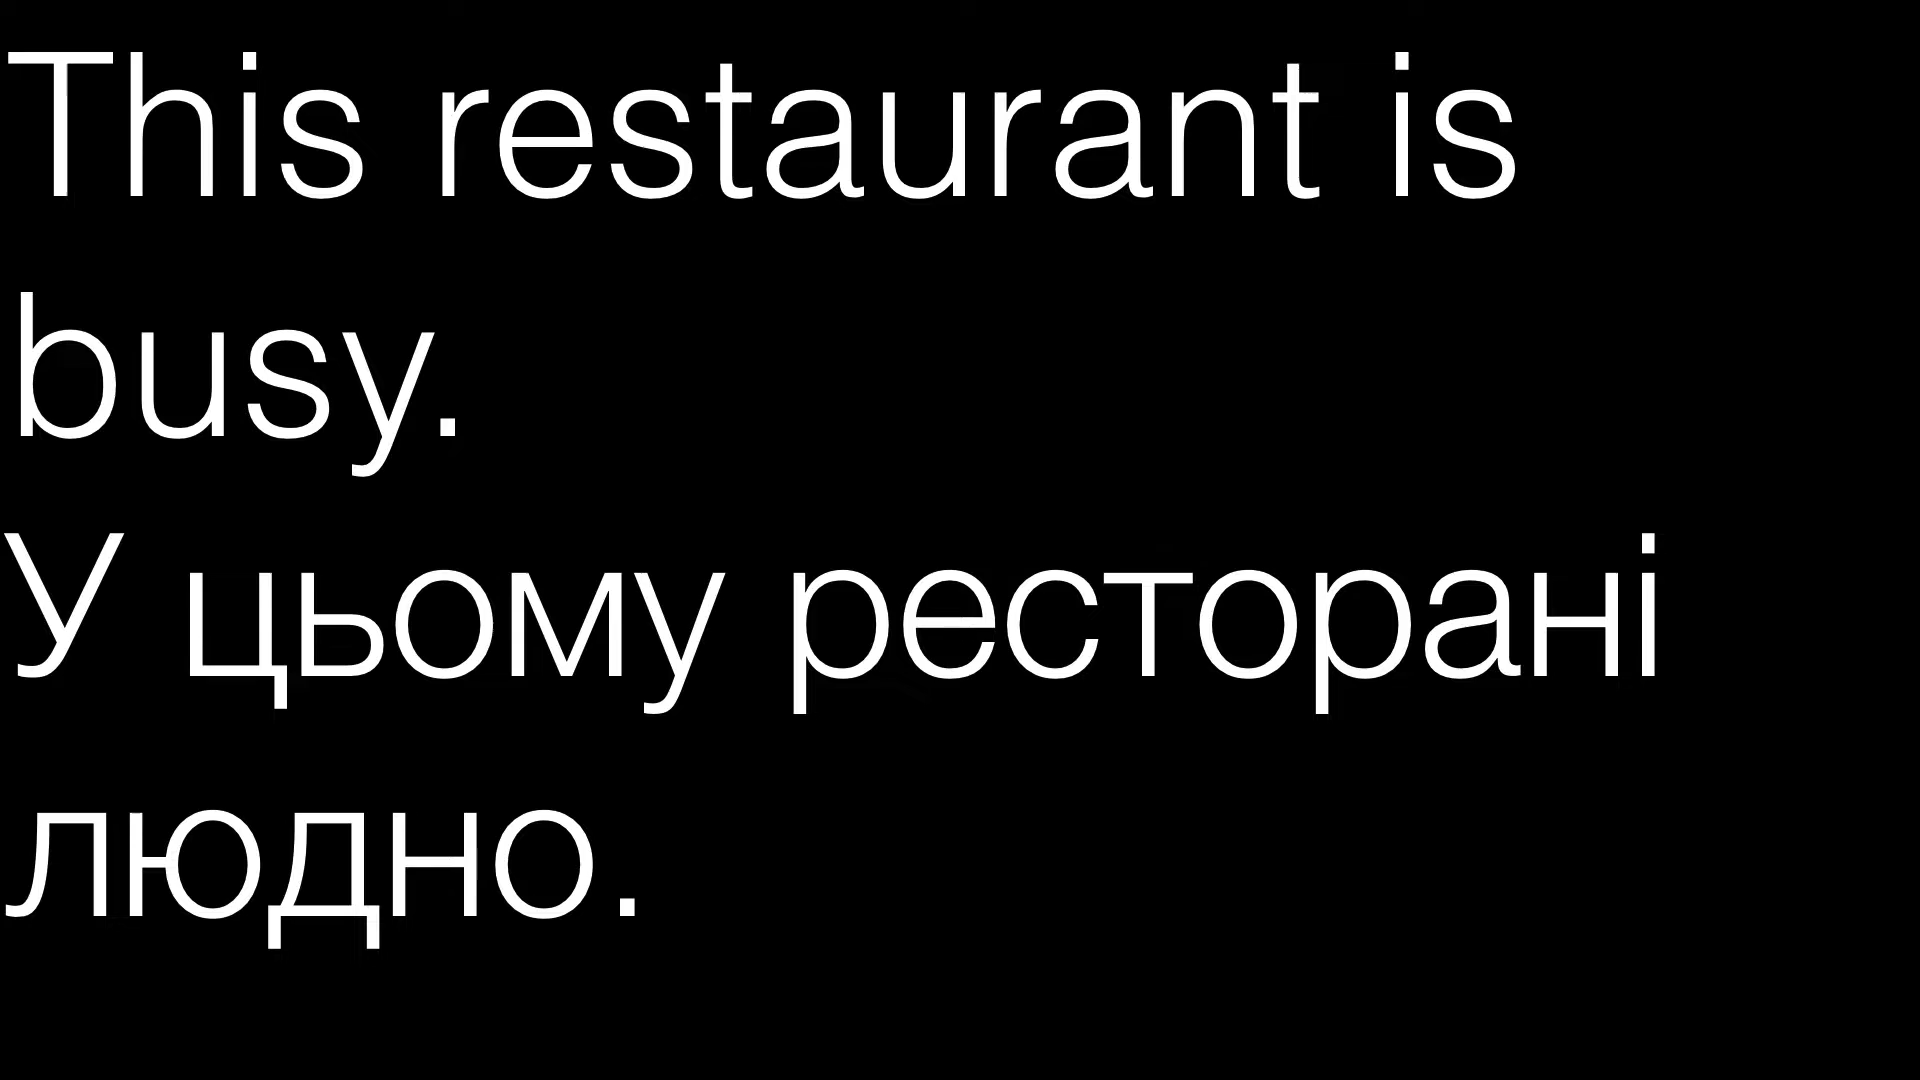 This restaurant is
busy.
У цьому ресторані
людно.